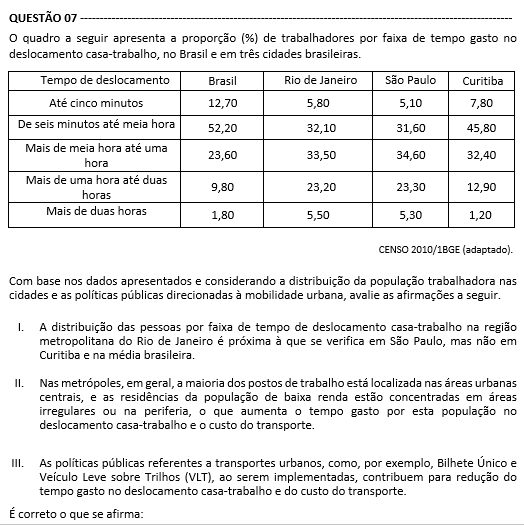 QUESTÃO 07
O quadro a seguir apresenta a proporção (%) de trabalhadores por faixa de tempo gasto no
deslocamento casa-trabalho, no Brasil e em três cidades brasileiras.
Tempo de deslocamento Brasil Rio de Janeiro São Paulo Curitiba
Até cinco minutos 12,70 5,80 5,10 7,80
De seis minutos até meia hora 52,20 32,10 31,60 45,80
Mais de meia hora até uma
hora 23,60 33,50 34,60 32,40
Mais de uma hora até duas
horas 9,80 23,20 23,30 12,90
Mais de duas horas 1,80 5,50 5,30 1,20
CENSO 2010/1BGE (adaptado).
Com base nos dados apresentados e considerando a distribuição da população trabalhadora nas
cidades e as políticas públicas direcionadas à mobilidade urbana, avalie as afirmações a seguir.
I. A distribuição das pessoas por faixa de tempo de deslocamento casa-trabalho na região
metropolitana do Rio de Janeiro é próxima à que se verifica em São Paulo, mas não em
Curitiba e na média brasileira.
II. Nas metrópoles, em geral, a maioria dos postos de trabalho está localizada nas áreas urbanas
centrais, e as residências da população de baixa renda estão concentradas em áreas
irregulares ou na periferia, o que aumenta o tempo gasto por esta população no
deslocamento casa-trabalho e o custo do transporte.
III. As políticas públicas referentes a transportes urbanos, como, por exemplo, Bilhete Único e
Veículo Leve sobre Trilhos (VLT), ao serem implementadas, contribuem para redução do
tempo gasto no deslocamento casa-trabalho e do custo do transporte.
É correto o que se afirma: